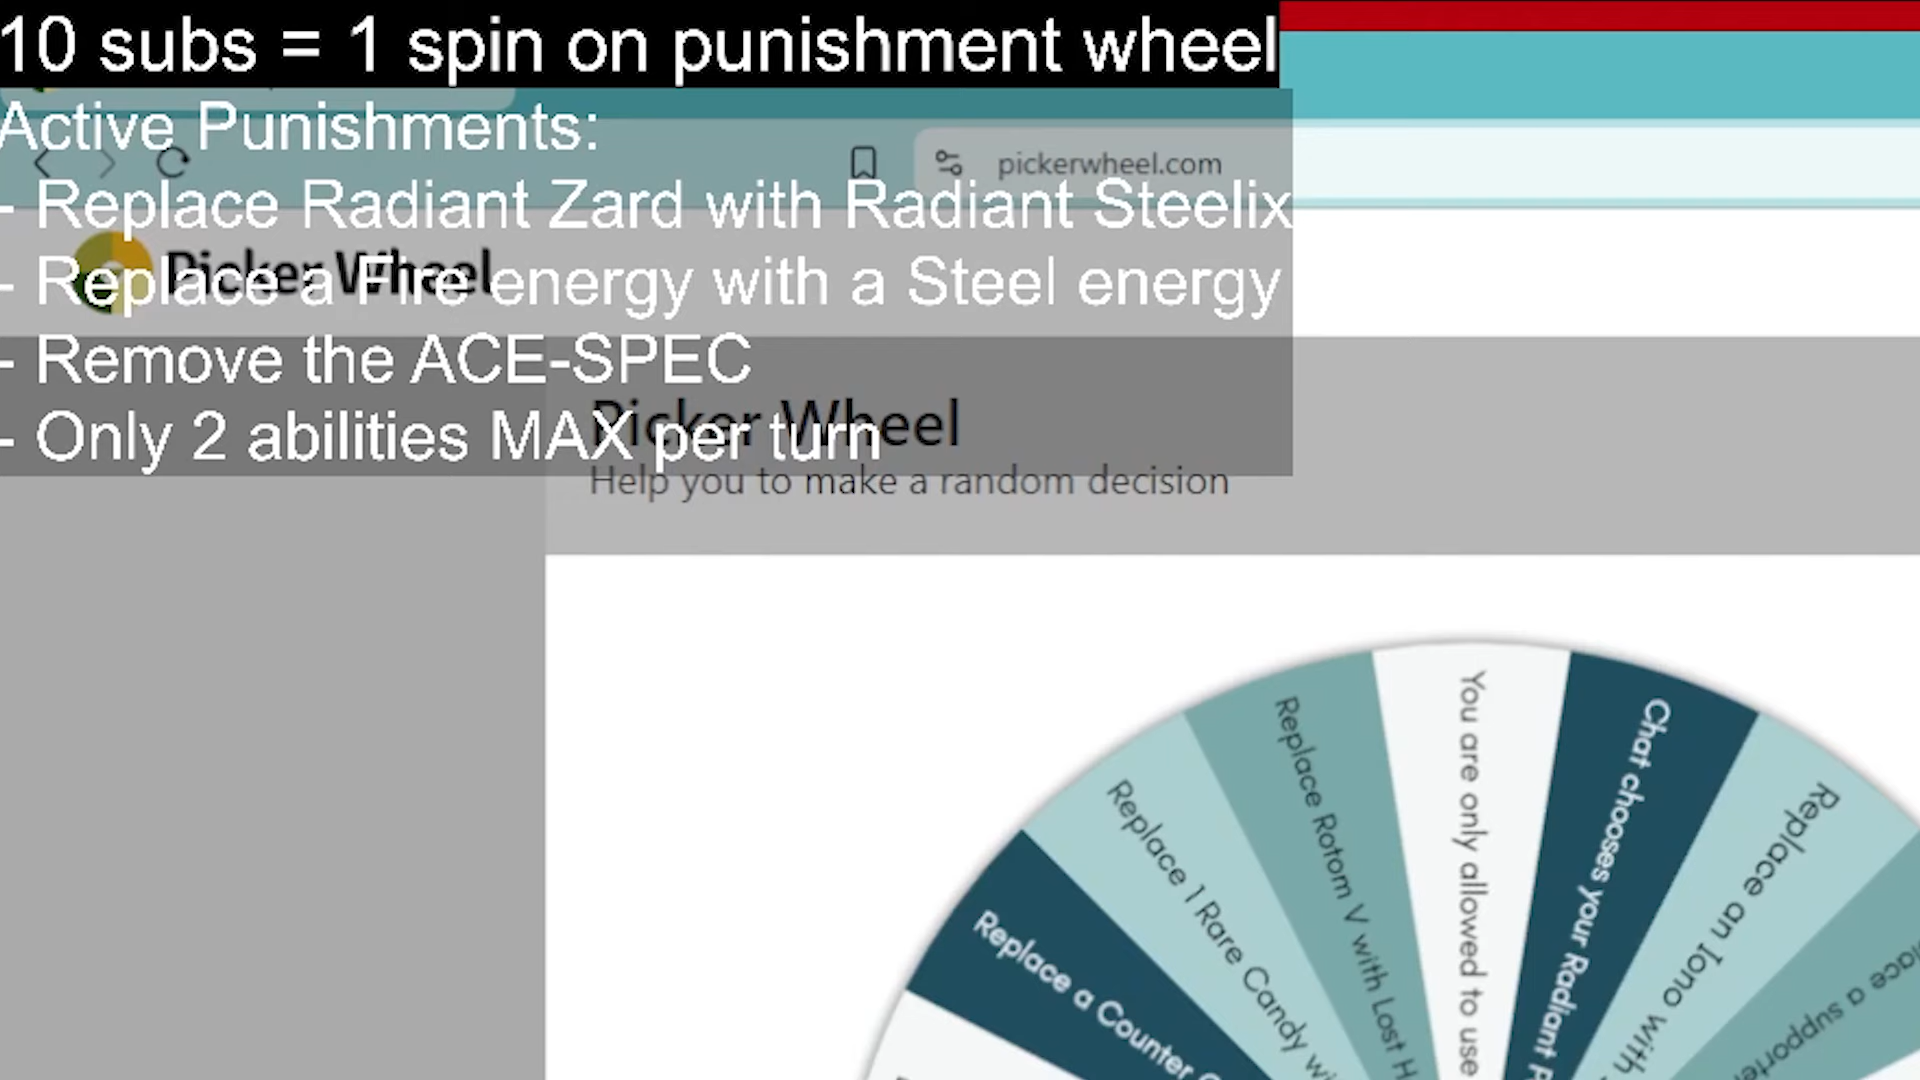 10 subs = 1 spin on punishment wheel
Active Punishments:
pickerwheel.com
- Replace Radiant Zard with Radiant Steelix
Picker Wheel
- Replace a Fire energy with a Steel energy
- Remove the ACE-SPEC
Picker Wheel
- Only 2 abilities MAX per turn
Help you to make a random decision
Replace a Counter
Replace 1 Rare Candy
Replace Rotom V with Lost
You are only allowed to use
Chat chooses your Radiant
Replace an Iono with
a supporter